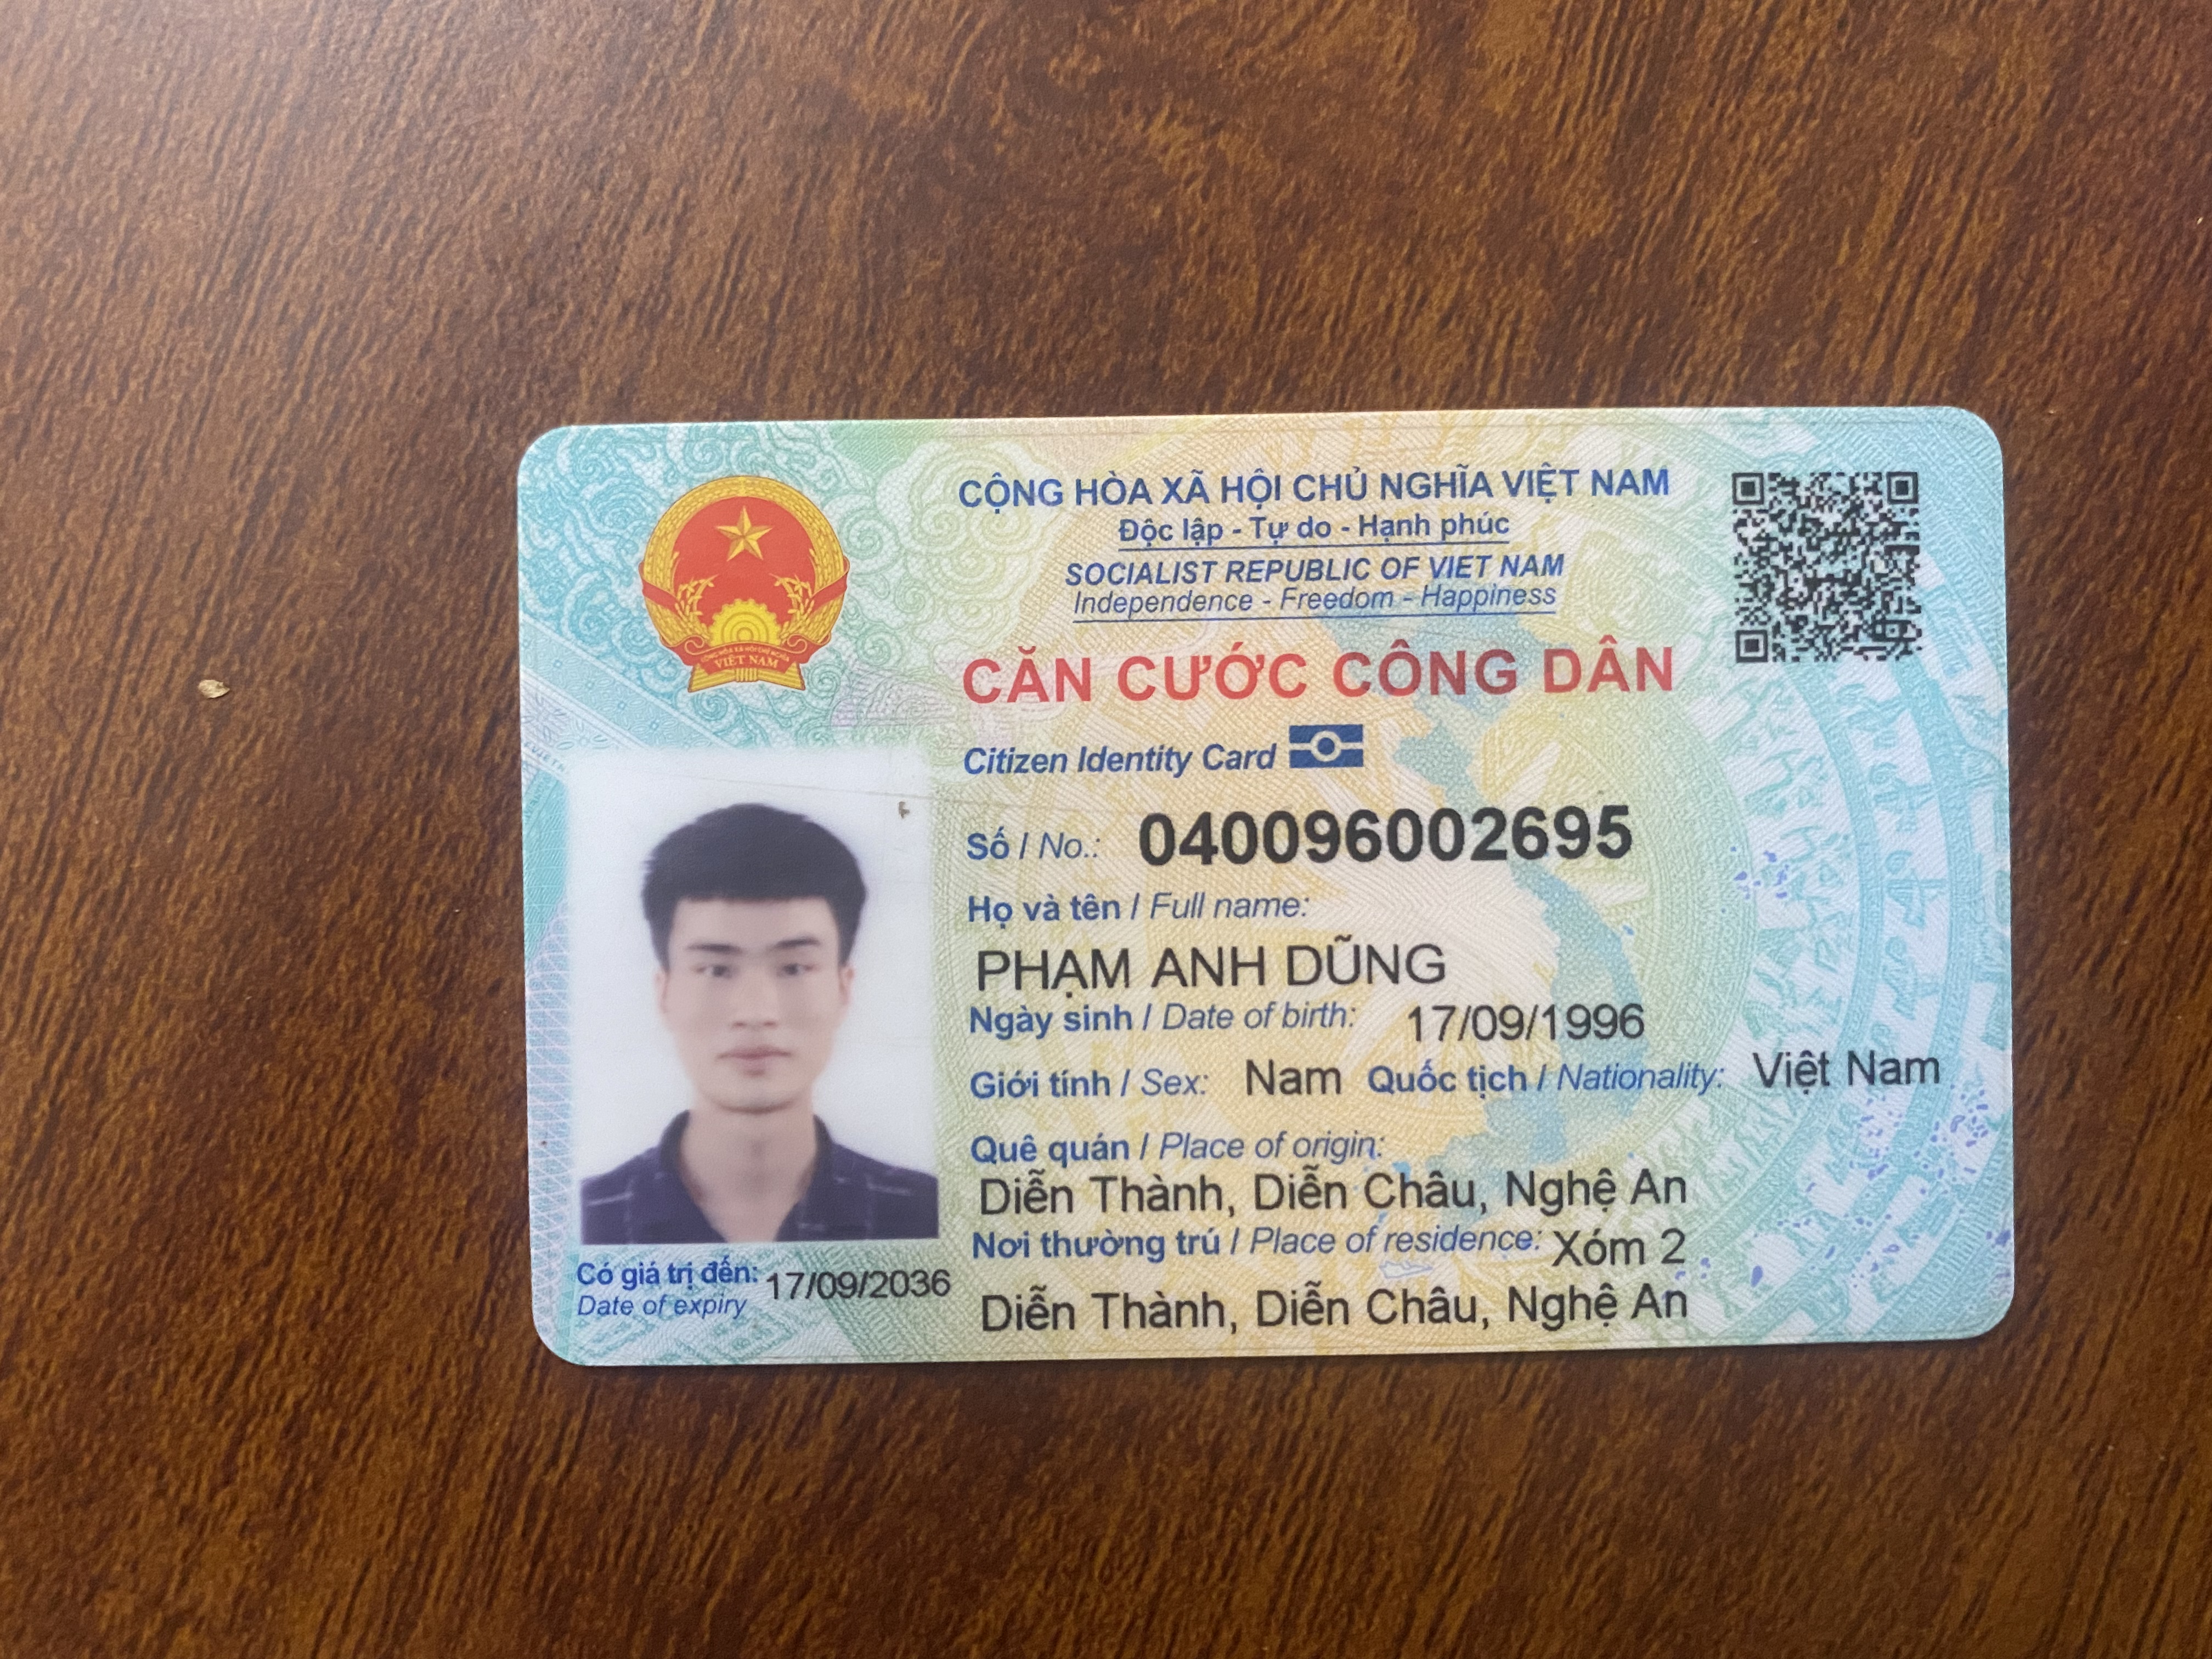 CỘNG HÒA XÃ HỘI CHỦ NGHĨA VIỆT NAM
Độc lập - Tự do - Hạnh phúc
SOCIALIST REPUBLIC OF VIET NAM
Independence - Freedom - Happiness
CĂN CƯỚC CÔNG DÂN
Citizen Identity Card
VIỆT NAM
Số / No.: 040096002695
Họ và tên / Full name:
PHẠM ANH DŨNG
Ngày sinh / Date of birth: 17/09/1996
Giới tính / Sex: Nam Quốc tịch / Nationality: Việt Nam
Quê quán / Place of origin:
Diễn Thành, Diễn Châu, Nghệ An
Nơi thường trú / Place of residence: Xóm 2
Diễn Thành, Diễn Châu, Nghệ An
Có giá trị đến: 17/09/2036
Date of expiry